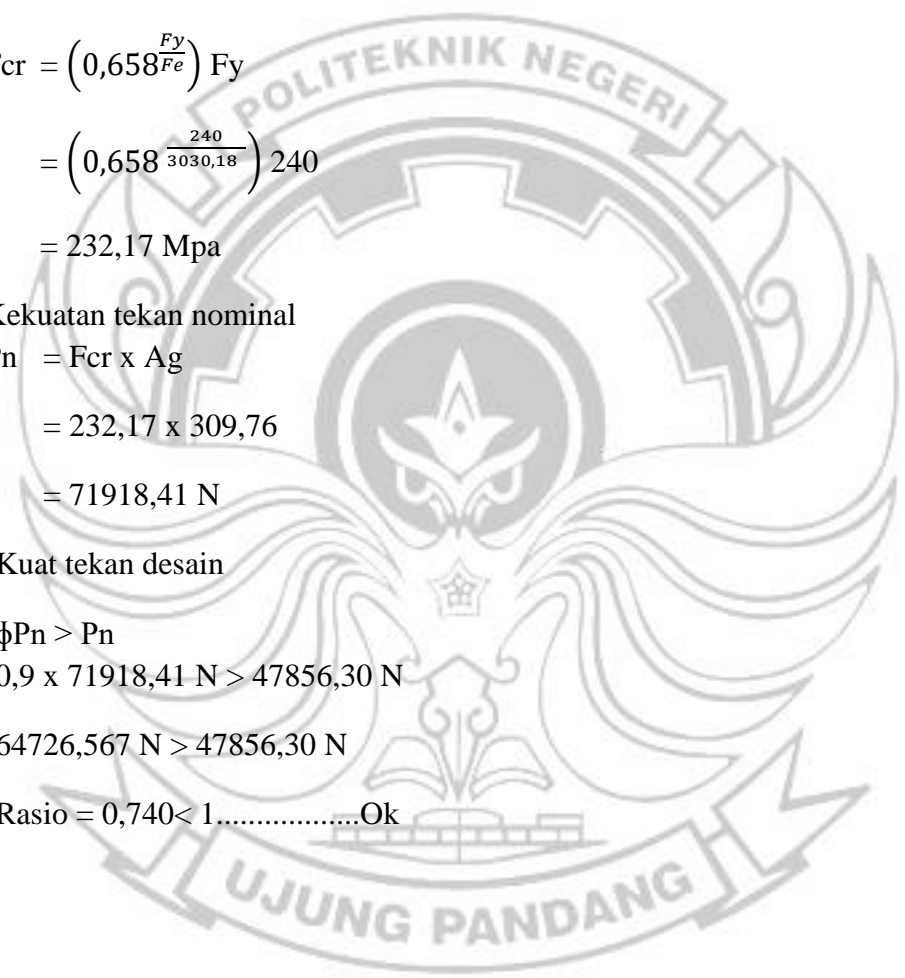 cr = (0,658^(Fy/Fe)) Fy
= (0,658^(240/3030,18)) 240
= 232,17 Mpa
Kekuatan tekan nominal
Pn = Fcr x Ag
= 232,17 x 309,76
= 71918,41 N
Kuat tekan desain
ɸPn > Pn
0,9 x 71918,41 N > 47856,30 N
64726,567 N > 47856,30 N
Rasio = 0,740< 1..................Ok
POLITEKNIK NEGERI
UJUNG PANDANG